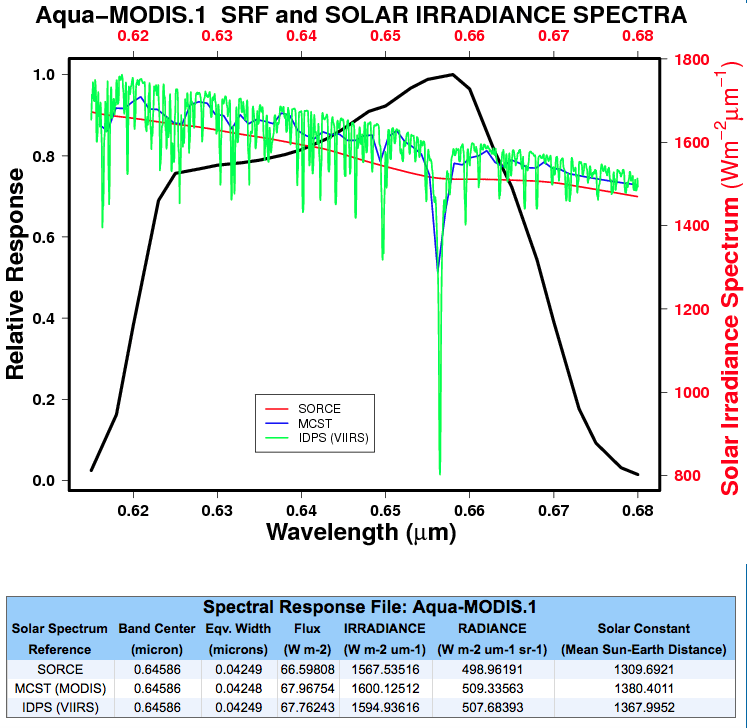 Aqua−MODIS.1 SRF and SOLAR IRRADIANCE SPECTRA
0.62 0.63 0.64 0.65 0.66 0.67 0.68
1.0
0.8
0.6
0.4
0.2
0.0
Relative Response
1800
1600
1400
1200
1000
800
Solar Irradiance Spectrum (Wm−2μm−1)
SORCE
MCST
IDPS (VIIRS)
0.62 0.63 0.64 0.65 0.66 0.67 0.68
Wavelength (μm)
Spectral Response File: Aqua-MODIS.1
Solar Spectrum Band Center Eqv. Width Flux IRRADIANCE RADIANCE Solar Constant
Reference (micron) (microns) (W m-2) (W m-2 um-1) (W m-2 um-1 sr-1) (Mean Sun-Earth Distance)
SORCE 0.64586 0.04249 66.59808 1567.53516 498.96191 1309.6921
MCST (MODIS) 0.64586 0.04248 67.96754 1600.12512 509.33563 1380.4011
IDPS (VIIRS) 0.64586 0.04249 67.76243 1594.93616 507.68393 1367.9952